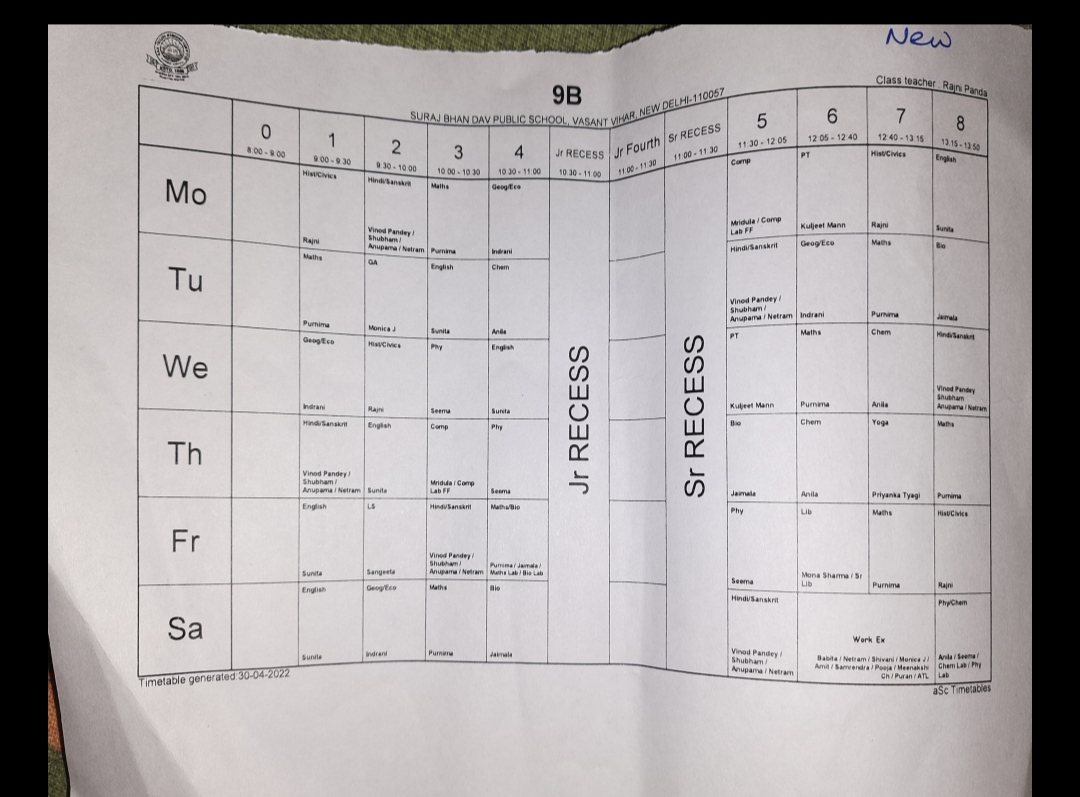 New
Class teacher : Rajni Panda
9B
SURAJ BHAN DAV PUBLIC SCHOOL, VASANT VIHAR, NEW DELHI-110057
0 1 2 3 4 Jr RECESS Jr Fourth Sr RECESS 5 6 7 8
8:00 - 9:00 9:00 - 9:30 9:30 - 10:00 10:00 - 10:30 10:30 - 11:00 10:30 - 11:00 11:00 - 11:30 11:00 - 11:30 11:30 - 12:05 12:05 - 12:40 12:40 - 13:15 13:15 - 13:50
Mo
Hist/Civics Hindi/Sanskrit Maths Geog/Eco Comp PT Hist/Civics English
Rajni Vinod Pandey / Shubham / Anupama / Netram Purnima Indrani Mridula / Comp Lab FF Kuljeet Mann Rajni Sunita
Tu
Maths GA English Chem Hindi/Sanskrit Geog/Eco Maths Bio
Purnima Monica J Sunita Anila Vinod Pandey / Shubham / Anupama / Netram Indrani Purnima Jaimala
We
Geog/Eco Hist/Civics Phy English PT Maths Chem Hindi/Sanskrit
Indrani Rajni Seema Sunita Kuljeet Mann Purnima Anila Vinod Pandey Shubham Anupama / Netram
Th
Hindi/Sanskrit English Comp Phy Bio Chem Yoga Maths
Vinod Pandey / Shubham / Anupama / Netram Sunita Mridula / Comp Lab FF Seema Jaimala Anila Priyanka Tyagi Purnima
Fr
English LS Hindi/Sanskrit Maths/Bio Phy Lib Maths Hist/Civics
Sunita Sangeeta Vinod Pandey / Shubham / Anupama / Netram Purnima / Jaimala / Maths Lab / Bio Lab Seema Mona Sharma / Sr Lib Purnima Rajni
Sa
English Geog/Eco Maths Bio Hindi/Sanskrit Work Ex Phy/Chem
Sunita Indrani Purnima Jaimala Vinod Pandey / Shubham / Anupama / Netram Babita / Netram / Shivani / Monica J / Amit / Samrendra / Pooja / Meenakshi Ch / Puran / ATL Anila / Seema / Chem Lab / Phy Lab
Jr RECESS
Sr RECESS
Timetable generated:30-04-2022
aSc Timetables